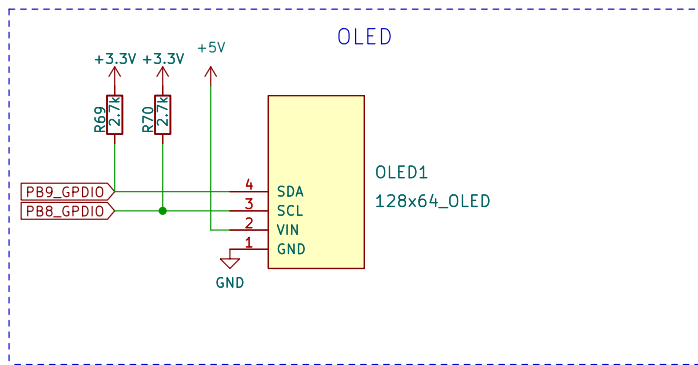 OLED
+3.3V
+3.3V
+5V
R69
2.7k
R70
2.7k
PB9_GPDIO
PB8_GPDIO
4
SDA
3
SCL
2
VIN
1
GND
OLED1
128x64_OLED
GND